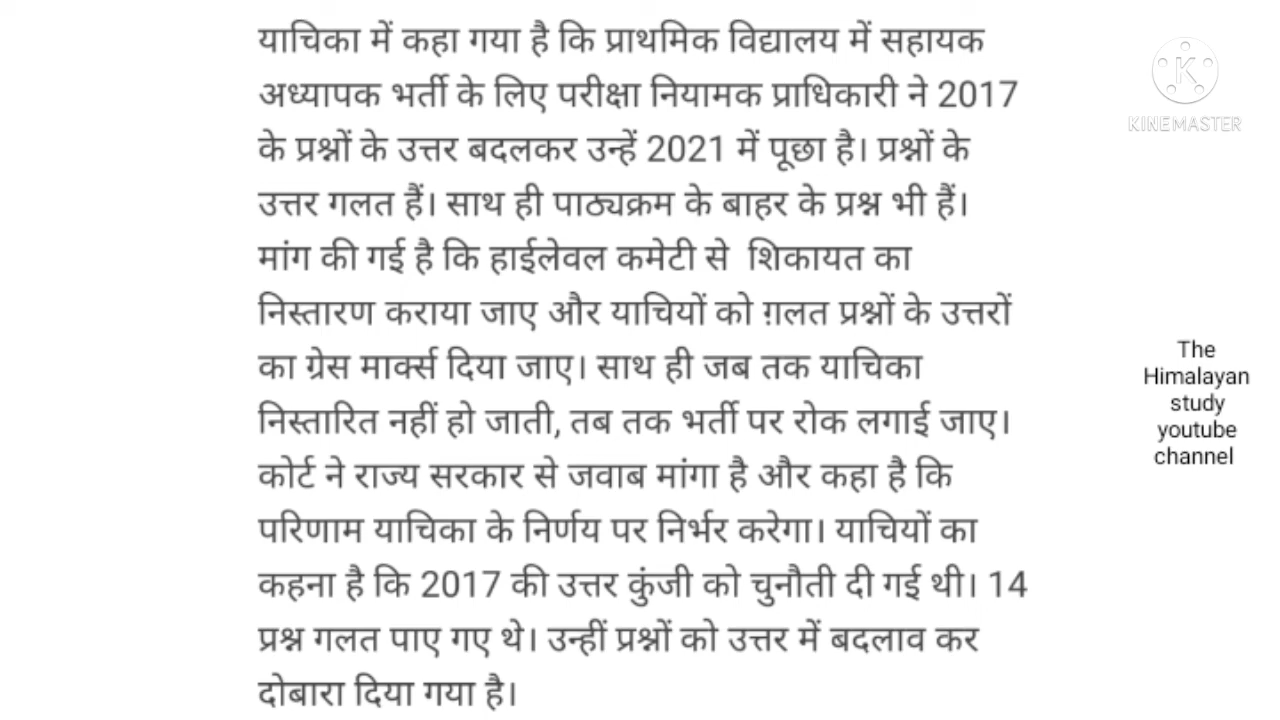 याचिका में कहा गया है कि प्राथमिक विद्यालय में सहायक
अध्यापक भर्ती के लिए परीक्षा नियामक प्राधिकारी ने 2017
के प्रश्नों के उत्तर बदलकर उन्हें 2021 में पूछा है। प्रश्नों के
उत्तर गलत हैं। साथ ही पाठ्यक्रम के बाहर के प्रश्न भी हैं।
मांग की गई है कि हाईलेवल कमेटी से शिकायत का
निस्तारण कराया जाए और याचियों को ग़लत प्रश्नों के उत्तरों
का ग्रेस मार्क्स दिया जाए। साथ ही जब तक याचिका
निस्तारित नहीं हो जाती, तब तक भर्ती पर रोक लगाई जाए।
कोर्ट ने राज्य सरकार से जवाब मांगा है और कहा है कि
परिणाम याचिका के निर्णय पर निर्भर करेगा। याचियों का
कहना है कि 2017 की उत्तर कुंजी को चुनौती दी गई थी। 14
प्रश्न गलत पाए गए थे। उन्हीं प्रश्नों को उत्तर में बदलाव कर
दोबारा दिया गया है।
K
KINEMASTER
The
Himalayan
study
youtube
channel